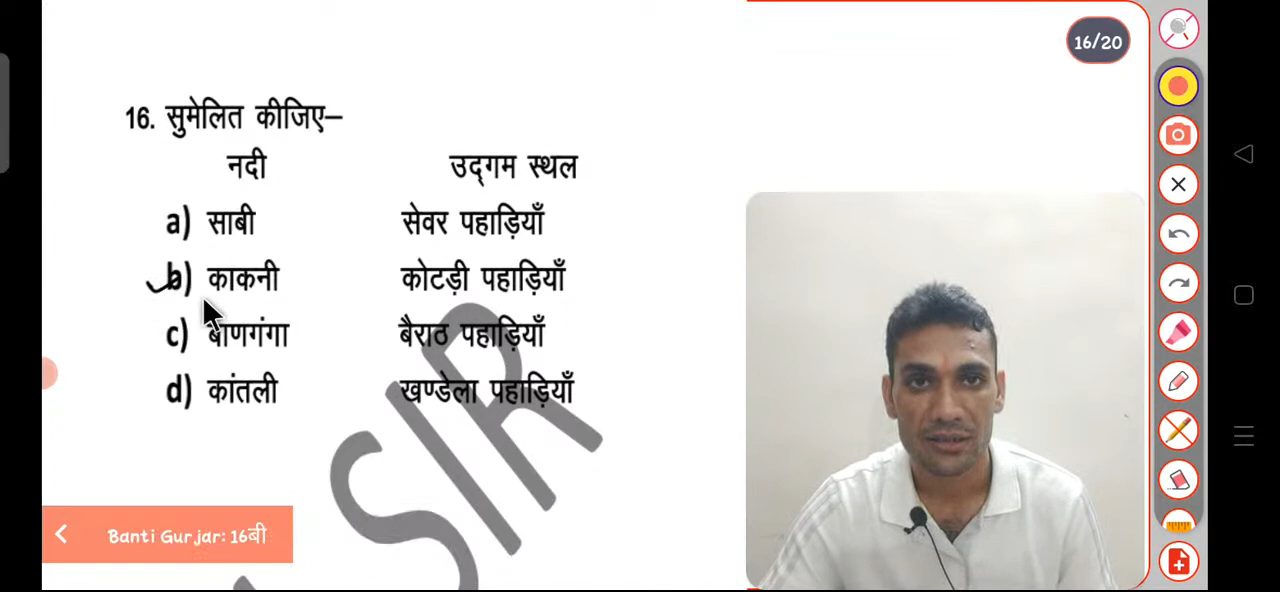 16/20
16. सुमेलित कीजिए–
नदी उद्गम स्थल
a) साबी सेवर पहाड़ियाँ
b) काकनी कोटड़ी पहाड़ियाँ
c) बाणगंगा बैराठ पहाड़ियाँ
d) कांतली खण्डेला पहाड़ियाँ
SIR
Banti Gurjar: 16बी